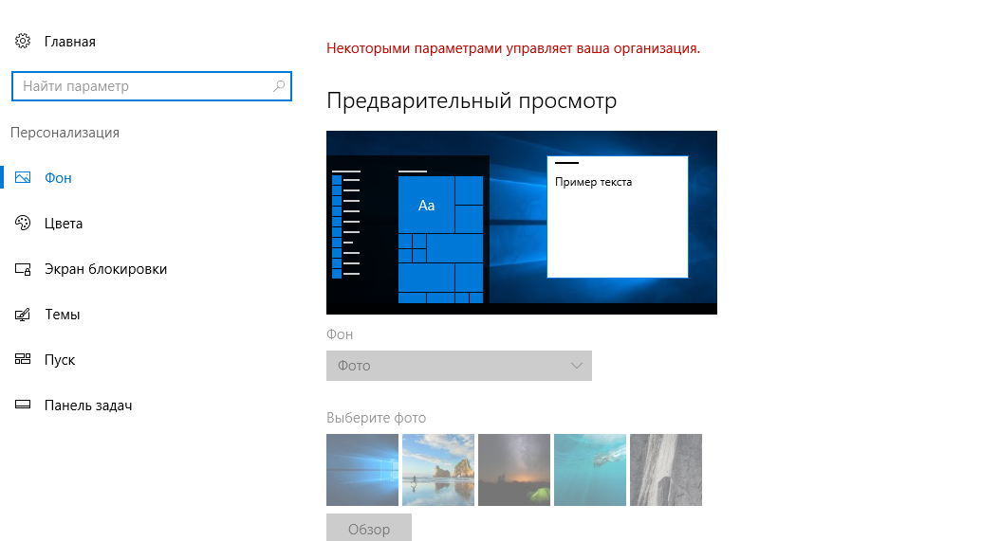 Главная
Найти параметр
Персонализация
Фон
Цвета
Экран блокировки
Темы
Пуск
Панель задач
Некоторыми параметрами управляет ваша организация.
Предварительный просмотр
Aa
Пример текста
Фон
Фото
Выберите фото
Обзор